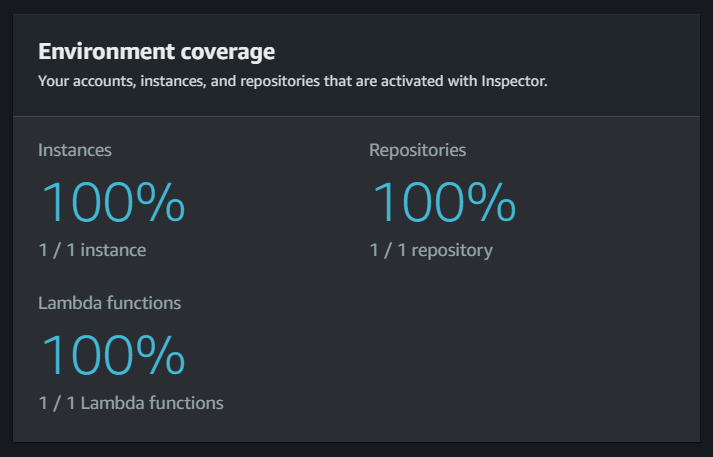 Environment coverage
Your accounts, instances, and repositories that are activated with Inspector.
Instances
100%
1 / 1 instance
Repositories
100%
1 / 1 repository
Lambda functions
100%
1 / 1 Lambda functions